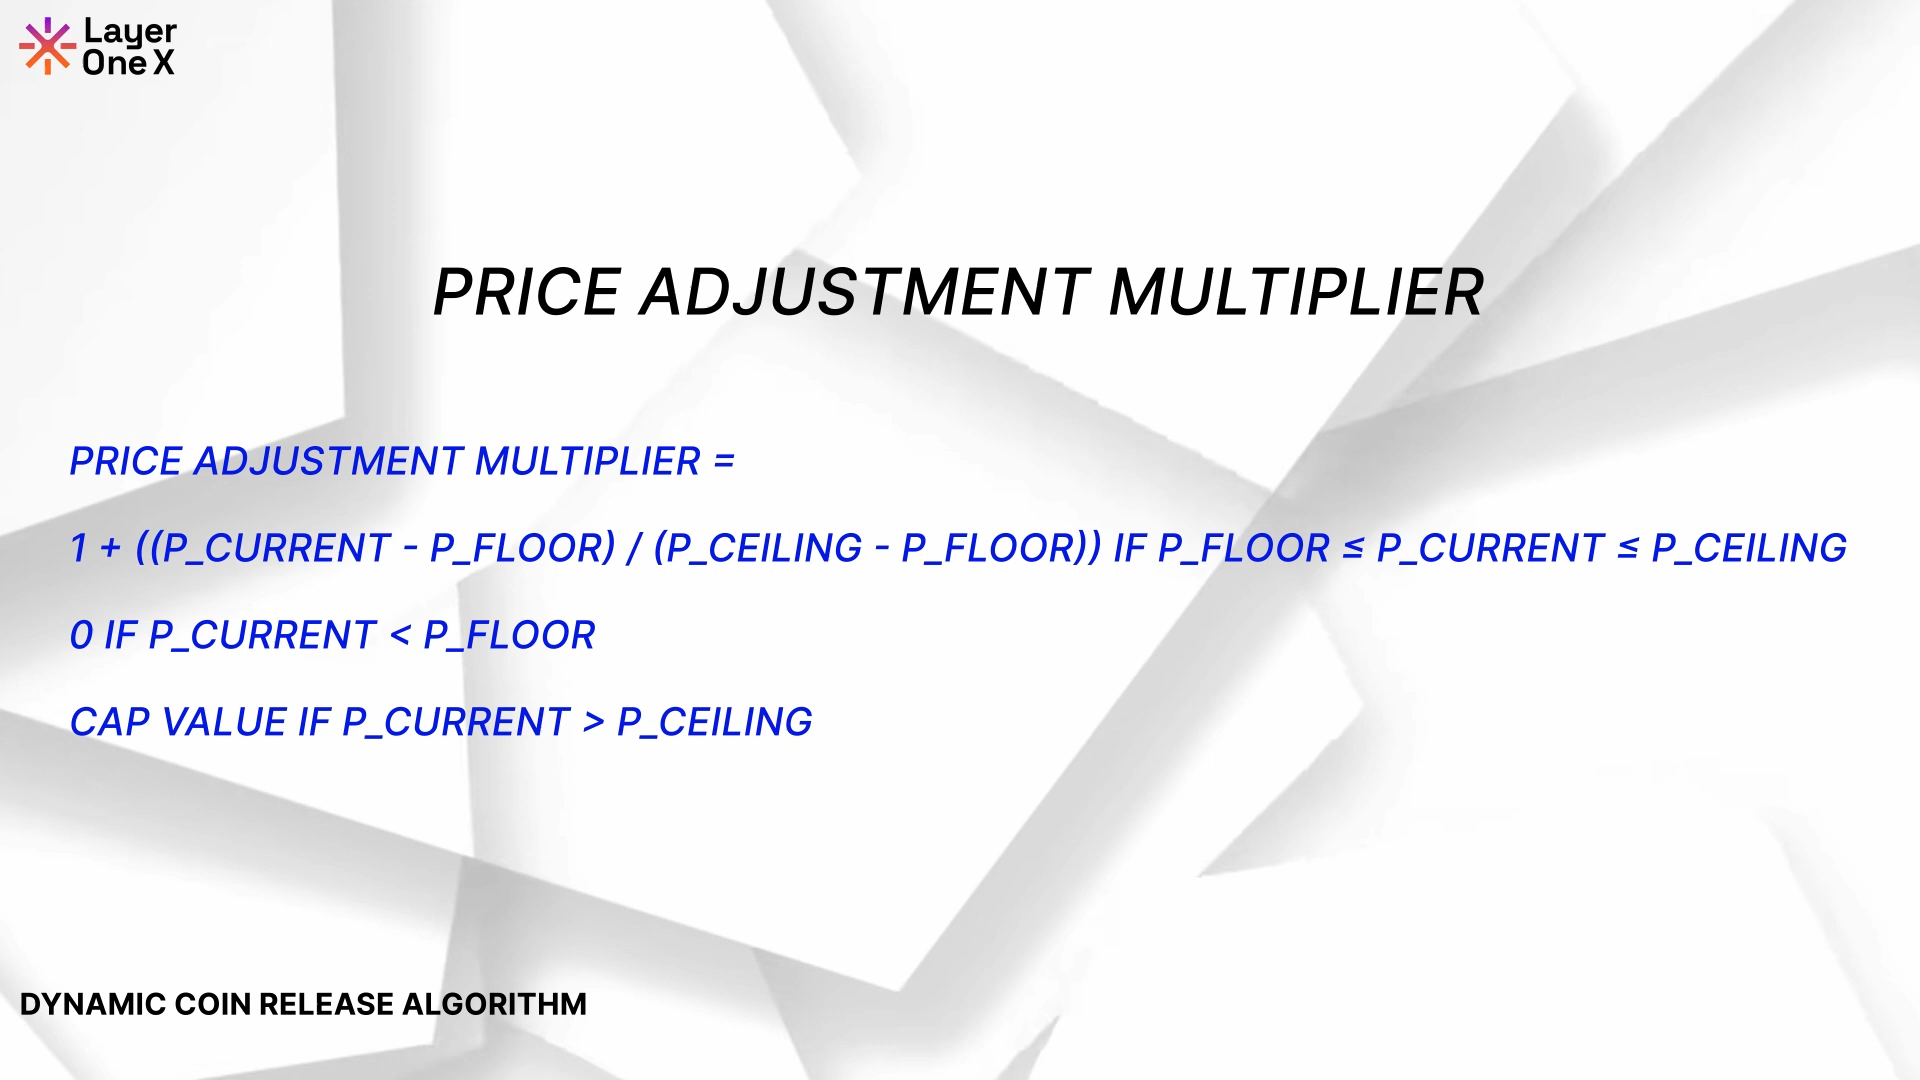 Layer
One X
PRICE ADJUSTMENT MULTIPLIER
PRICE ADJUSTMENT MULTIPLIER =
1 + ((P_CURRENT - P_FLOOR) / (P_CEILING - P_FLOOR)) IF P_FLOOR ≤ P_CURRENT ≤ P_CEILING
0 IF P_CURRENT < P_FLOOR
CAP VALUE IF P_CURRENT > P_CEILING
DYNAMIC COIN RELEASE ALGORITHM